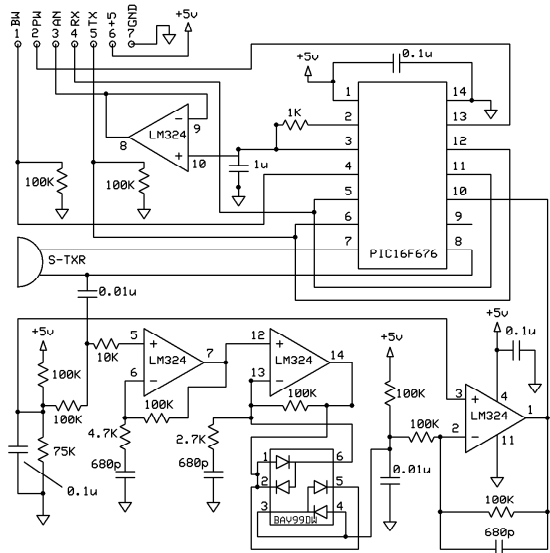 BW PW AN RX TX +5 GND
1 2 3 4 5 6 7
+5v
0.1u
+5v
1 14
1K
2 13
LM324
9
8
10
3 12
1u
4 11
100K
100K
5 10
6 9
7 8
PIC16F676
S-TXR
0.01u
+5v
0.1u
+5v
5
7
12
14
+5v
10K
LM324
LM324
6
13
100K
100K
100K
100K
100K
3
4
LM324
1
100K
2
11
4.7K
2.7K
75K
680p
680p
1 6
2 5
3 4
BAV99DW
0.01u
0.1u
100K
680p